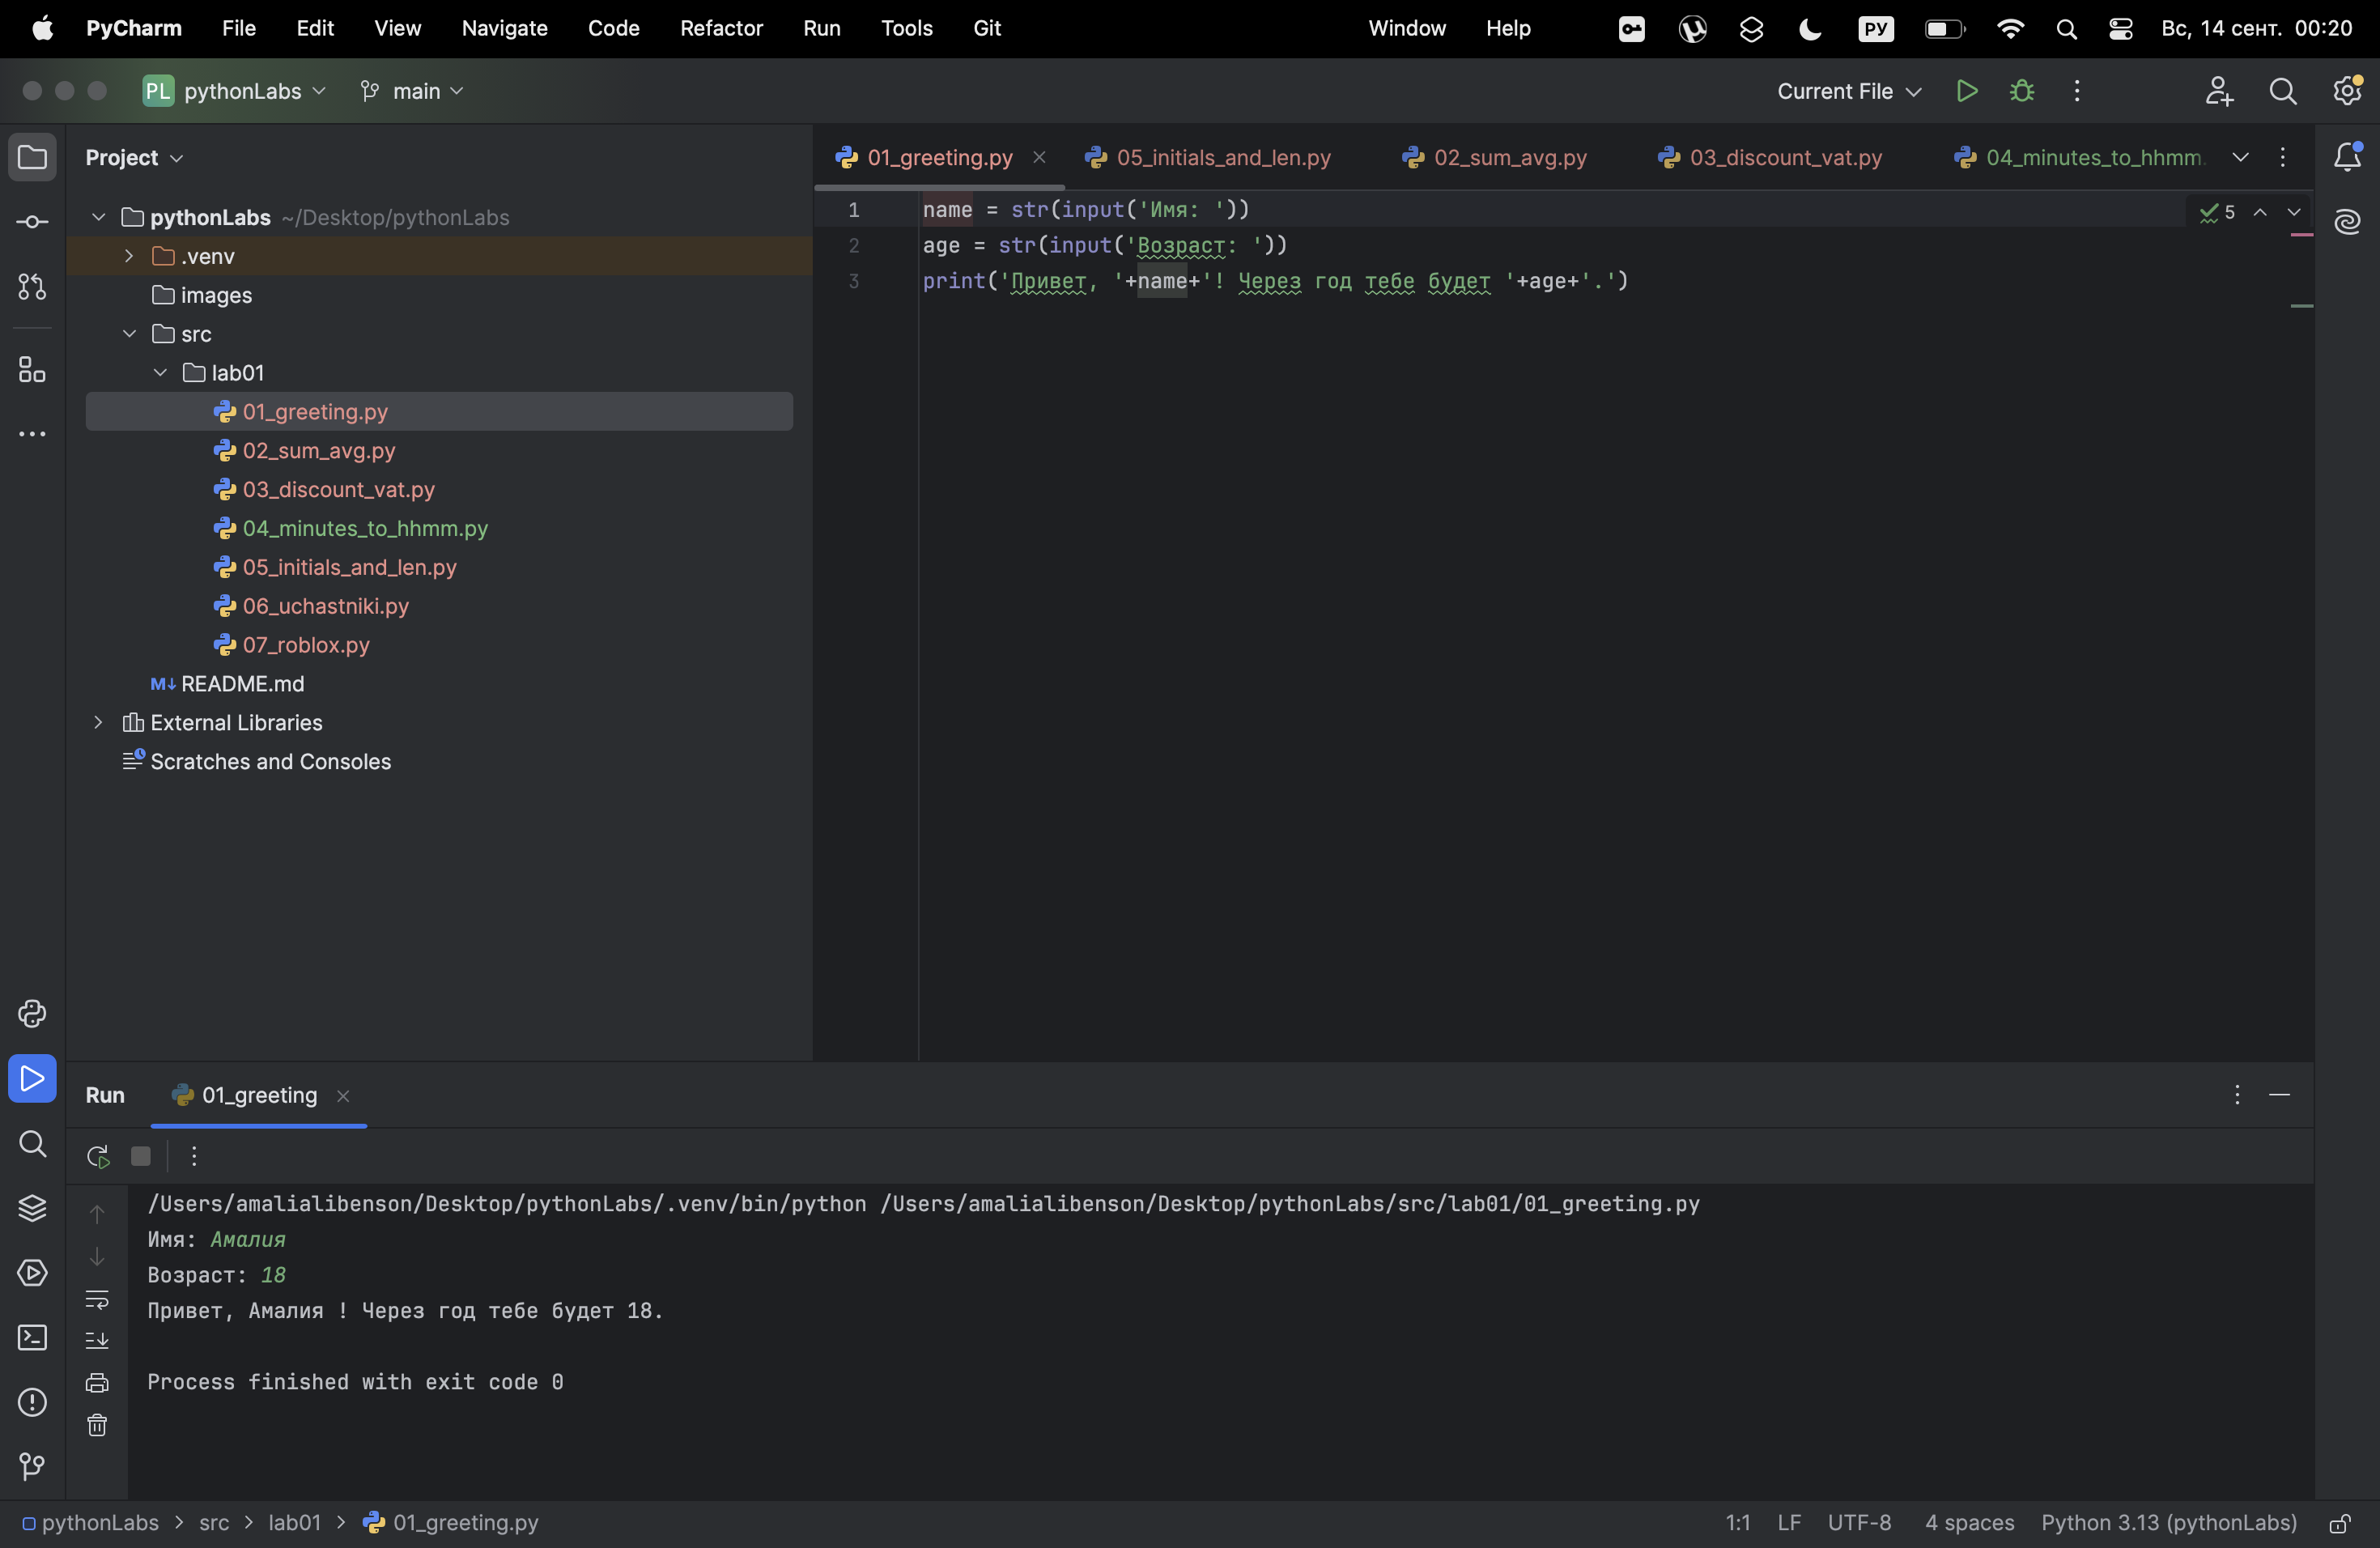 PyCharm File Edit View Navigate Code Refactor Run Tools Git Window Help РУ Вс, 14 сент. 00:20
PL pythonLabs main Current File
Project
01_greeting.py 05_initials_and_len.py 02_sum_avg.py 03_discount_vat.py 04_minutes_to_hhmm.
pythonLabs ~/Desktop/pythonLabs
.venv
images
src
lab01
01_greeting.py
02_sum_avg.py
03_discount_vat.py
04_minutes_to_hhmm.py
05_initials_and_len.py
06_uchastniki.py
07_roblox.py
M↓ README.md
External Libraries
Scratches and Consoles
1 name = str(input('Имя: '))
2 age = str(input('Возраст: '))
3 print('Привет, '+name+'! Через год тебе будет '+age+'.')
5
Run 01_greeting
/Users/amalialibenson/Desktop/pythonLabs/.venv/bin/python /Users/amalialibenson/Desktop/pythonLabs/src/lab01/01_greeting.py
Имя: Амалия
Возраст: 18
Привет, Амалия ! Через год тебе будет 18.
Process finished with exit code 0
pythonLabs > src > lab01 > 01_greeting.py 1:1 LF UTF-8 4 spaces Python 3.13 (pythonLabs)